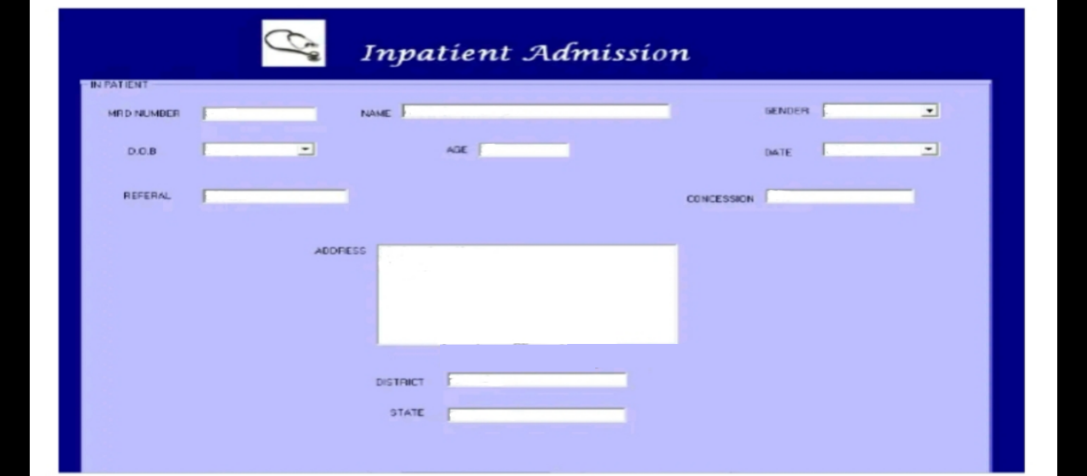 Inpatient Admission
IN PATIENT
MRD NUMBER NAME GENDER
D.O.B AGE DATE
REFERAL CONCESSION
ADDRESS
DISTRICT
STATE